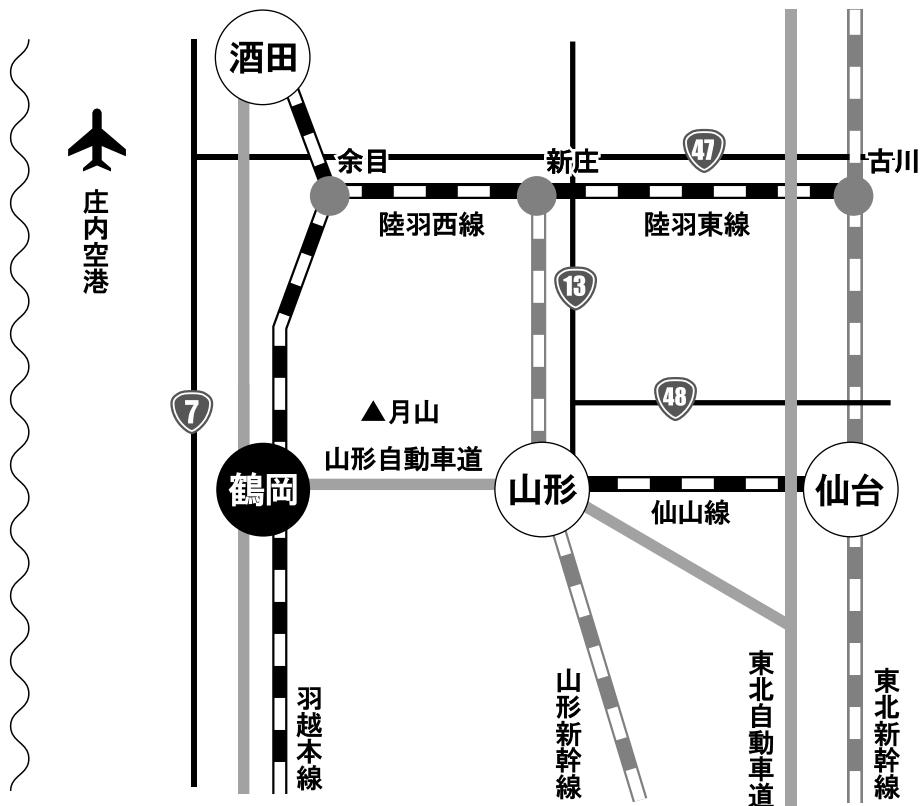 酒田
余目
新庄
47
古川
庄内空港
陸羽西線
陸羽東線
13
7
48
月山
山形自動車道
鶴岡
山形
仙台
仙山線
羽越本線
山形新幹線
東北自動車道
東北新幹線